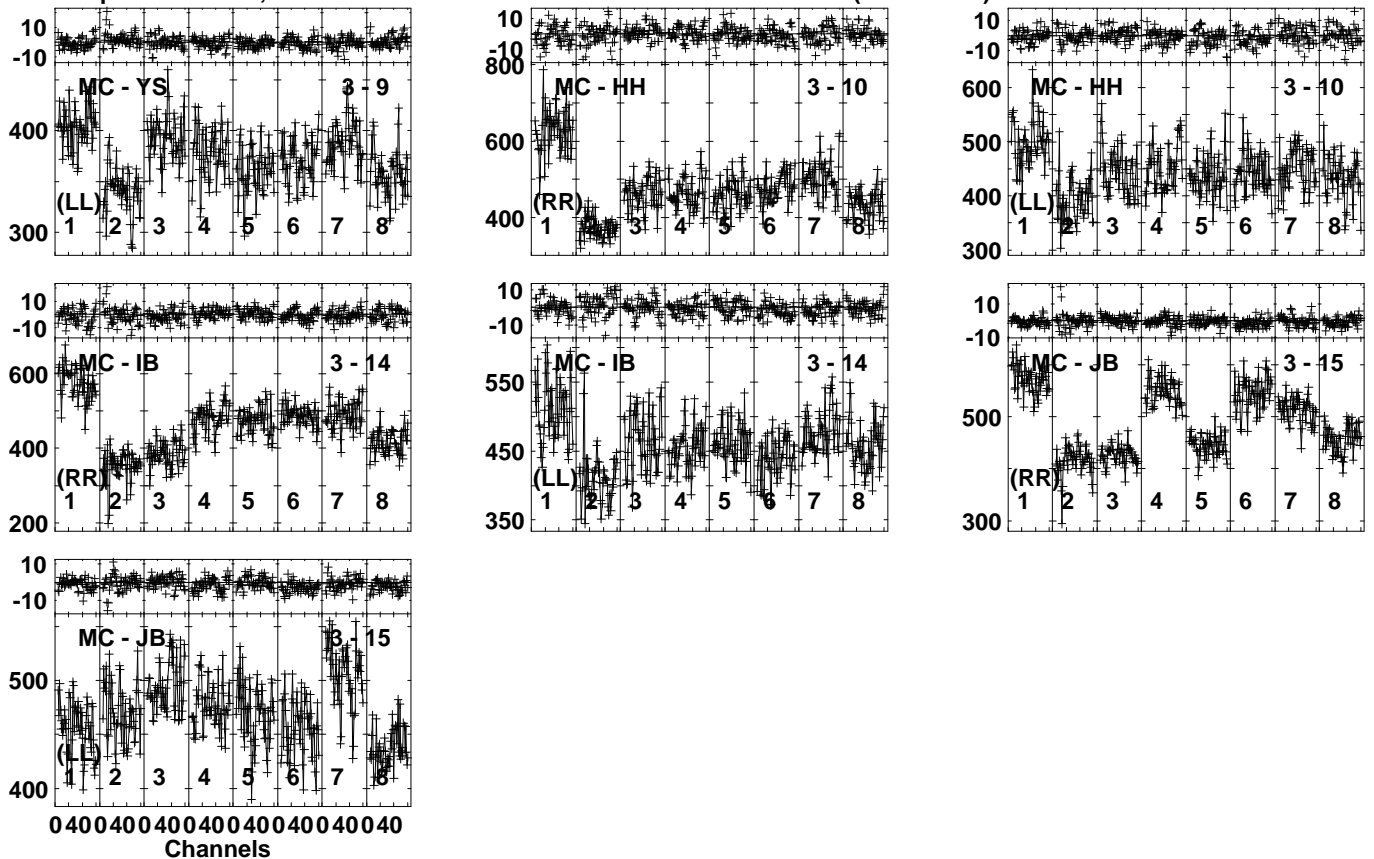 10
-10
MC - YS 3 - 9
400
(LL)
1 2 3 4 5 6 7 8
300
10
-10
800
MC - HH 3 - 10
600
(RR)
400
1 2 3 4 5 6 7 8
10
-10
600
MC - HH 3 - 10
500
400
(LL)
1 2 3 4 5 6 7 8
300
10
-10
600
MC - IB 3 - 14
400
(RR)
1 2 3 4 5 6 7 8
200
10
-10
MC - IB 3 - 14
550
450
(LL)
1 2 3 4 5 6 7 8
350
10
-10
MC - JB 3 - 15
500
(RR)
1 2 3 4 5 6 7 8
300
10
-10
MC - JB 3 - 15
500
(LL)
1 2 3 4 5 6 7 8
400
0 40 0 40 0 40 0 40 0 40 0 40 0 40 0 40
Channels